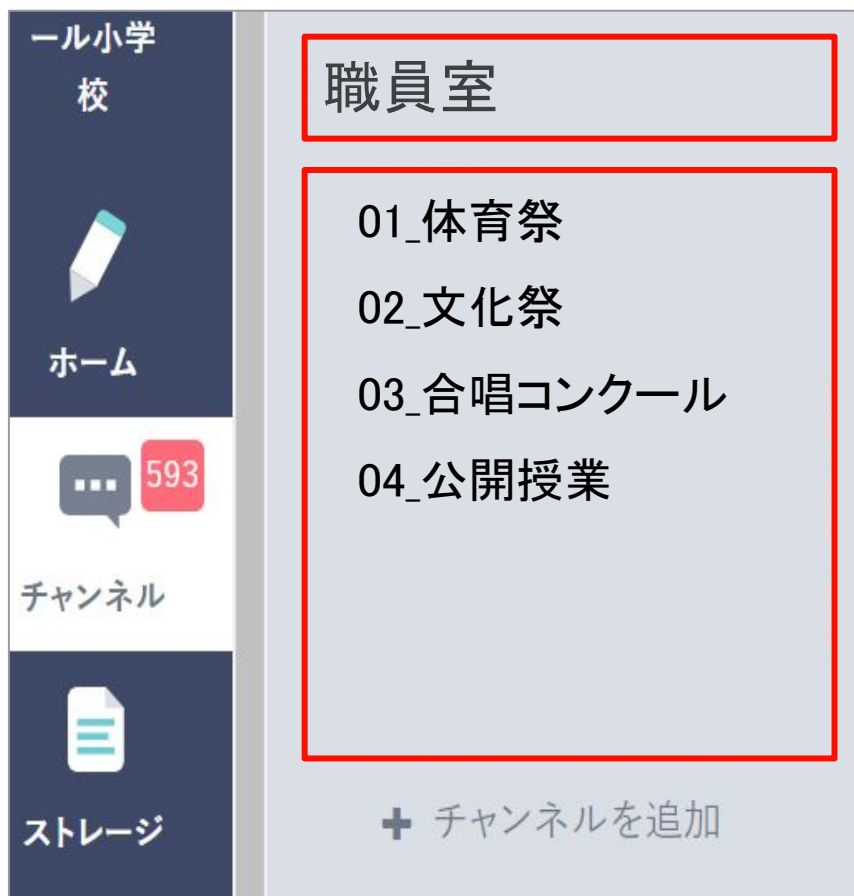 ール小学
校
ホーム
593
チャンネル
ストレージ
職員室
01_体育祭
02_文化祭
03_合唱コンクール
04_公開授業
+ チャンネルを追加